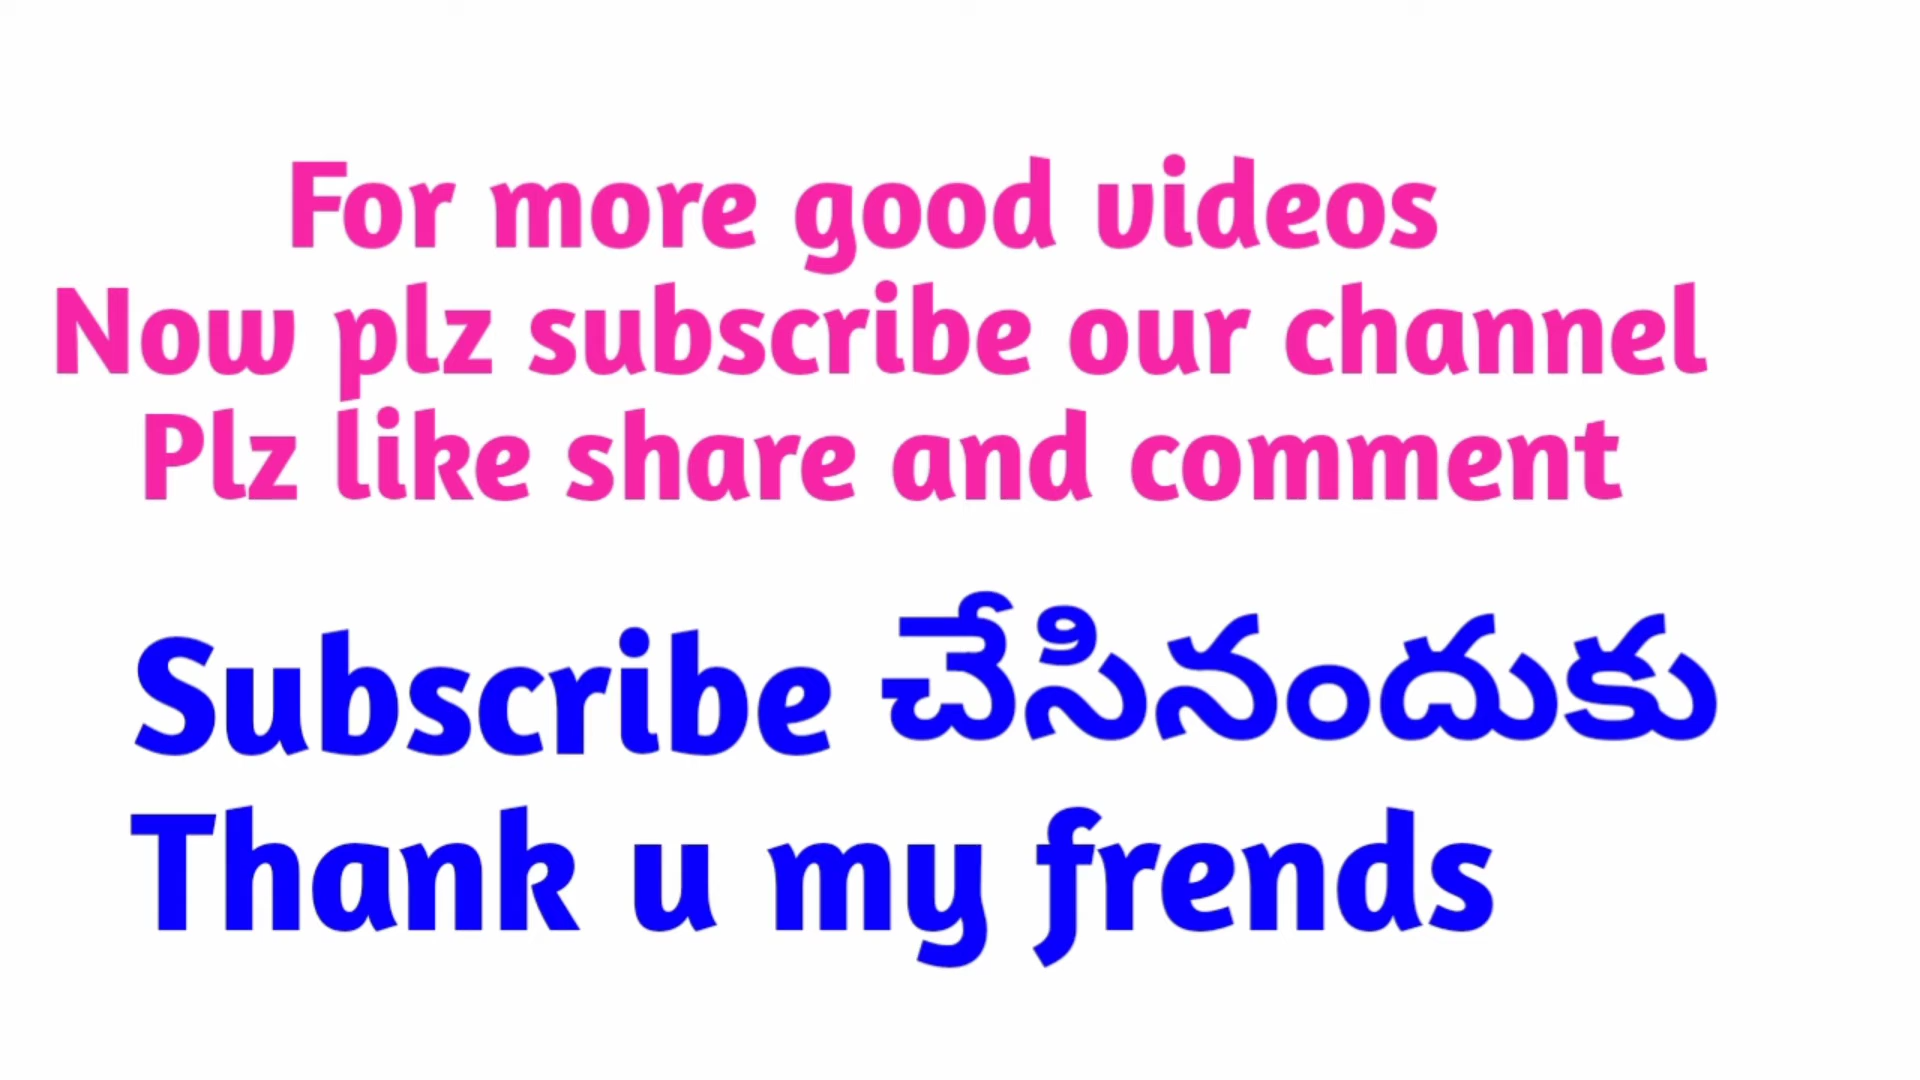 For more good videos
Now plz subscribe our channel
Plz like share and comment
Subscribe చేసినందుకు
Thank u my frends